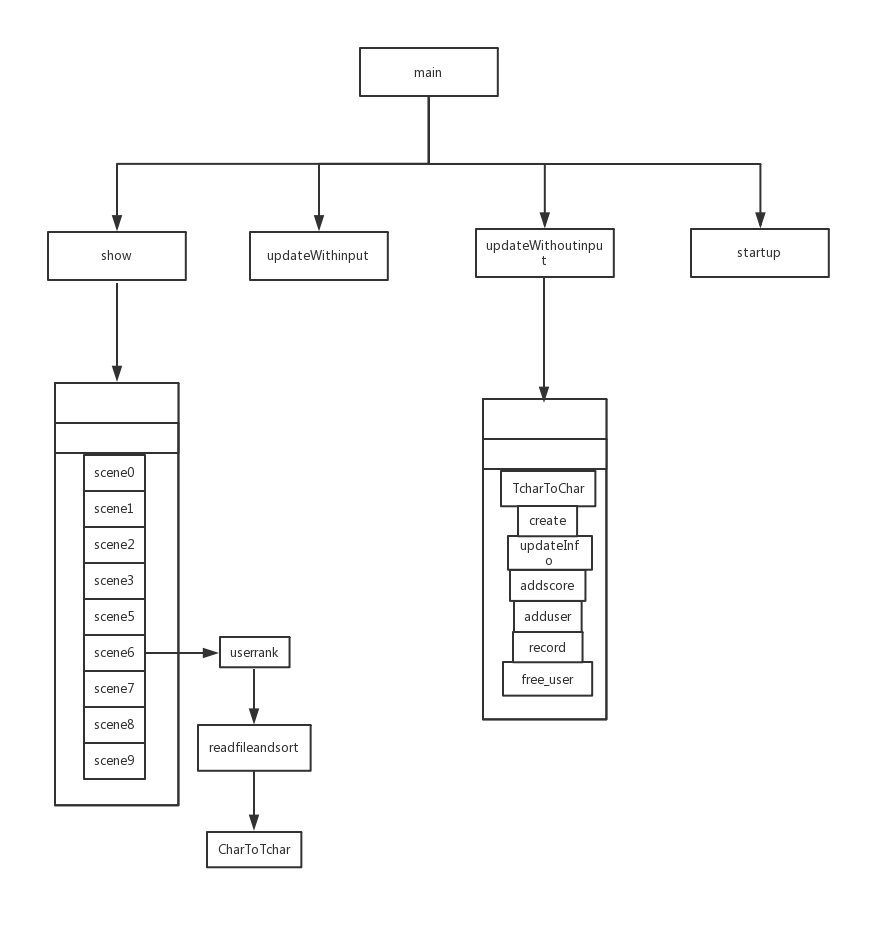 main
show
updateWithinput
updateWithoutinpu
t
startup
scene0
scene1
scene2
scene3
scene5
scene6
scene7
scene8
scene9
userrank
readfileandsort
CharToTchar
TcharToChar
create
updateInf
o
addscore
adduser
record
free_user